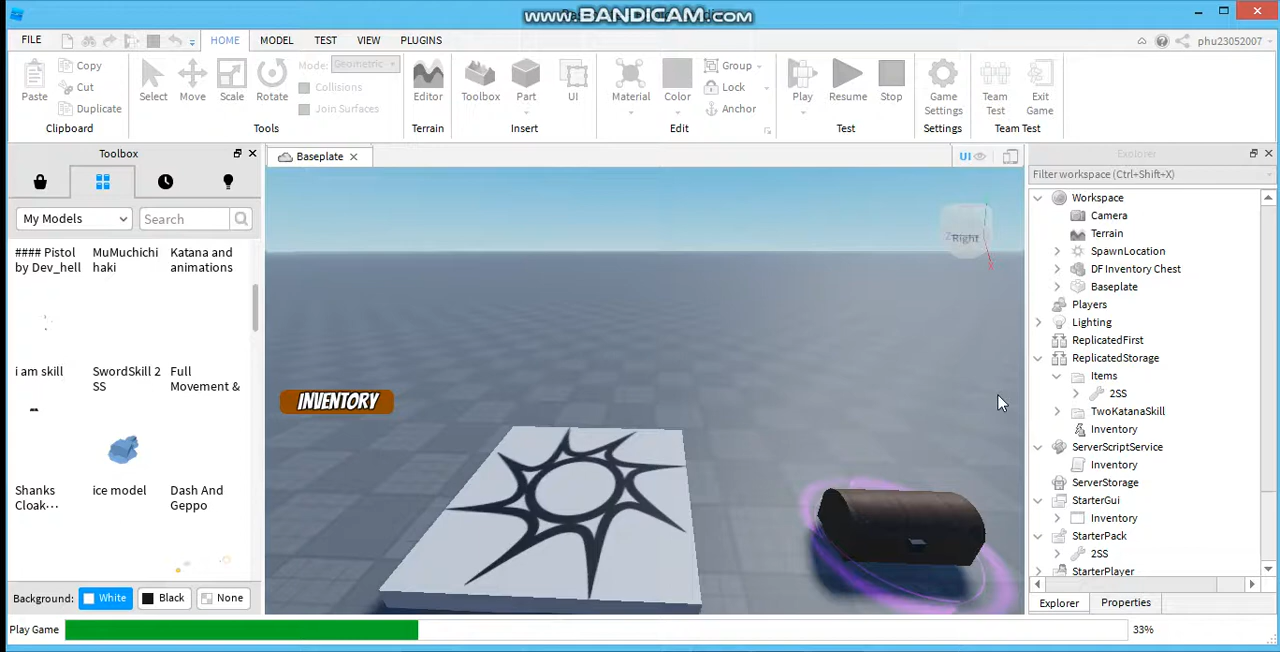 www.BANDICAM.com
FILE HOME MODEL TEST VIEW PLUGINS phu23052007
Paste Copy Cut Duplicate Clipboard
Select Move Scale Rotate Mode: Geometric Collisions Join Surfaces Tools
Editor Terrain
Toolbox Part UI Insert
Material Color Group Lock Anchor Edit
Play Resume Stop Test
Game Settings Settings
Team Test Exit Game Team Test
Toolbox
My Models Search
#### Pistol by Dev_hell
MuMuchichi haki
Katana and animations
i am skill
SwordSkill 2 SS
Full Movement &
Shanks Cloak...
ice model
Dash And Geppo
Background: White Black None
Baseplate
UI
Right
INVENTORY
Explorer
Filter workspace (Ctrl+Shift+X)
Workspace
Camera
Terrain
SpawnLocation
DF Inventory Chest
Baseplate
Players
Lighting
ReplicatedFirst
ReplicatedStorage
Items
2SS
TwoKatanaSkill
Inventory
ServerScriptService
Inventory
ServerStorage
StarterGui
Inventory
StarterPack
2SS
StarterPlayer
Explorer Properties
Play Game 33%